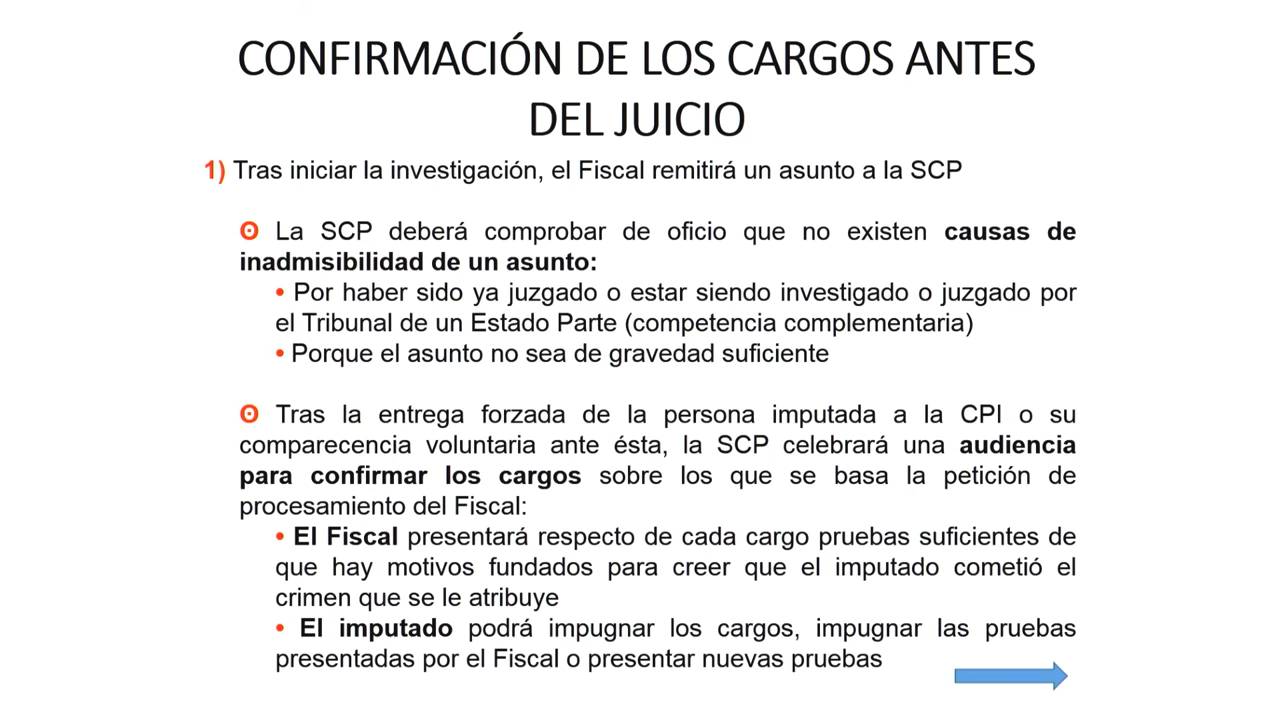 CONFIRMACIÓN DE LOS CARGOS ANTES
DEL JUICIO
1) Tras iniciar la investigación, el Fiscal remitirá un asunto a la SCP
ʘ La SCP deberá comprobar de oficio que no existen causas de
inadmisibilidad de un asunto:
• Por haber sido ya juzgado o estar siendo investigado o juzgado por
el Tribunal de un Estado Parte (competencia complementaria)
• Porque el asunto no sea de gravedad suficiente
ʘ Tras la entrega forzada de la persona imputada a la CPI o su
comparecencia voluntaria ante ésta, la SCP celebrará una audiencia
para confirmar los cargos sobre los que se basa la petición de
procesamiento del Fiscal:
• El Fiscal presentará respecto de cada cargo pruebas suficientes de
que hay motivos fundados para creer que el imputado cometió el
crimen que se le atribuye
• El imputado podrá impugnar los cargos, impugnar las pruebas
presentadas por el Fiscal o presentar nuevas pruebas